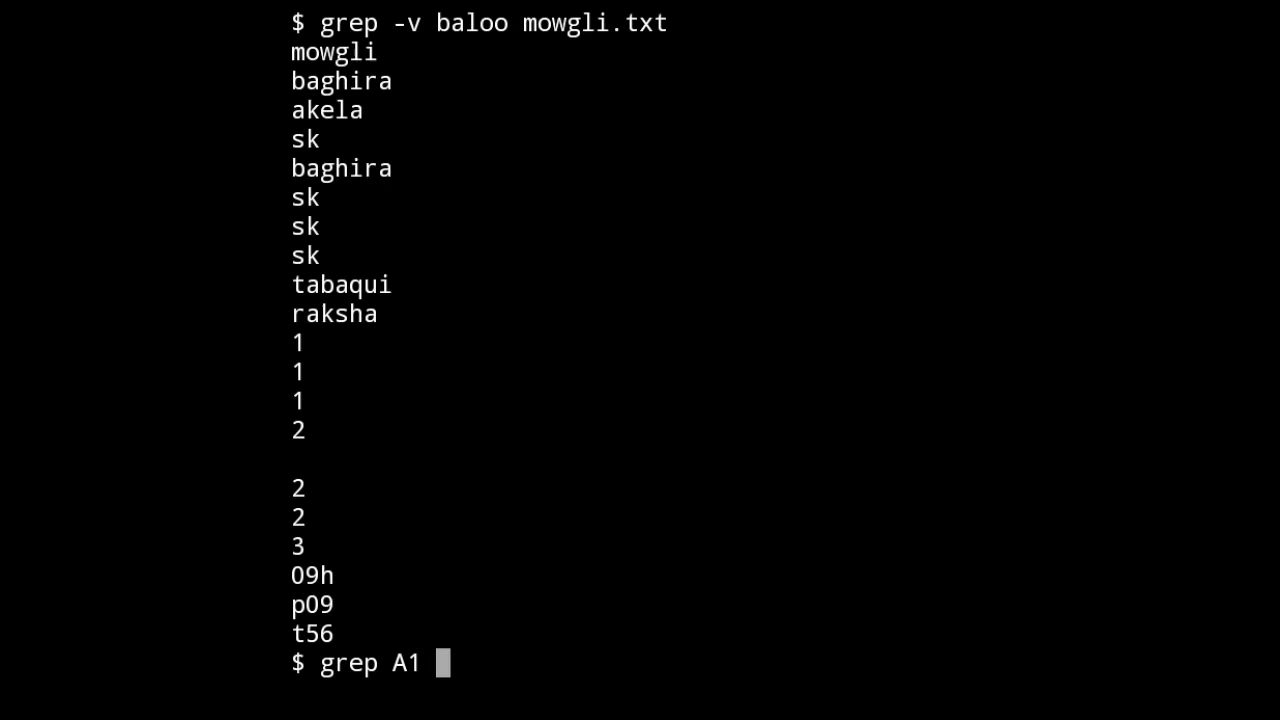 $ grep -v baloo mowgli.txt
mowgli
baghira
akela
sk
baghira
sk
sk
sk
tabaqui
raksha
1
1
1
2

2
2
3
09h
p09
t56
$ grep A1